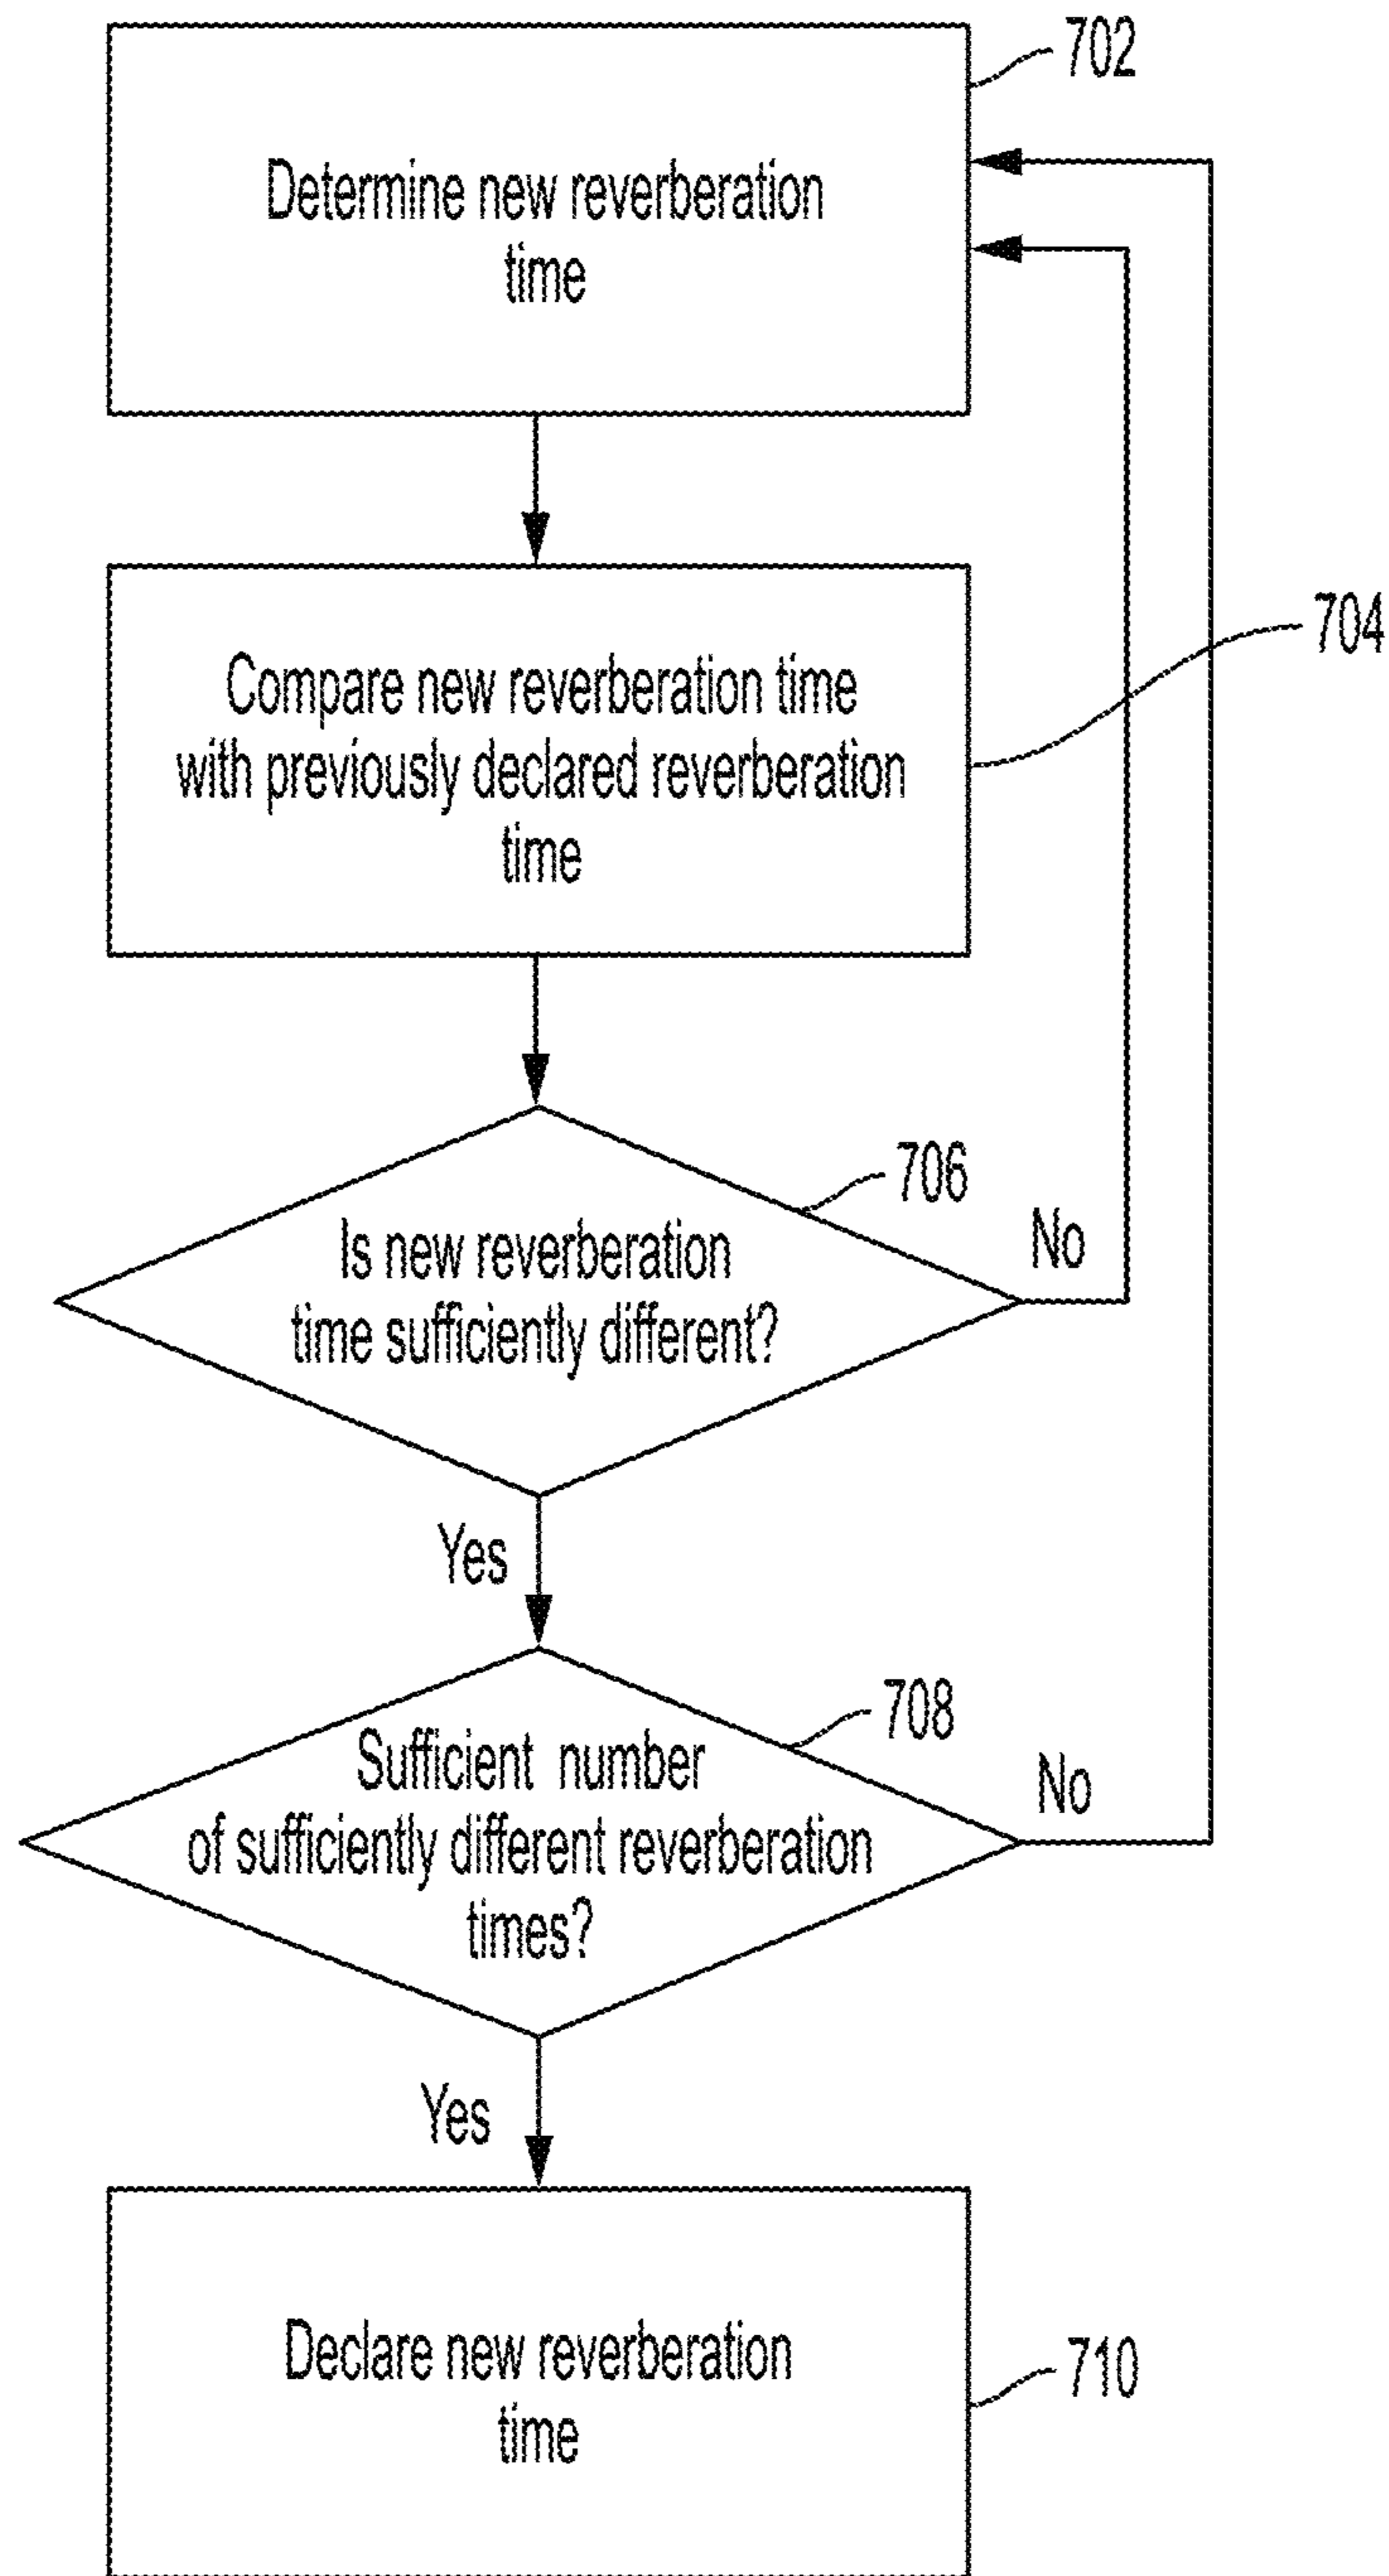 702
Determine new reverberation
time
704
Compare new reverberation time
with previously declared reverberation
time
706
No
Is new reverberation
time sufficiently different?
Yes
708
Sufficient number
No
of sufficiently different reverberation
times?
Yes
Declare new reverberation
710
time